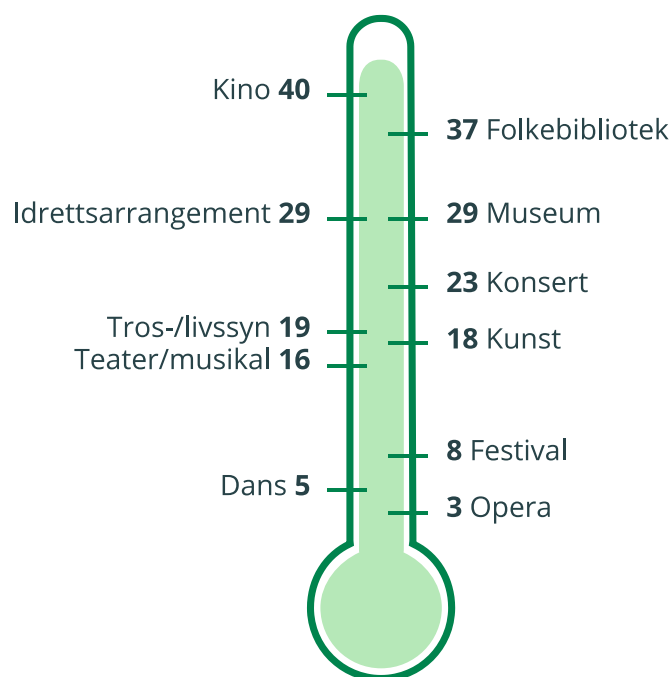 Kino 40
37 Folkebibliotek
Idrettsarrangement 29
29 Museum
23 Konsert
Tros-/livssyn 19
18 Kunst
Teater/musikal 16
8 Festival
Dans 5
3 Opera